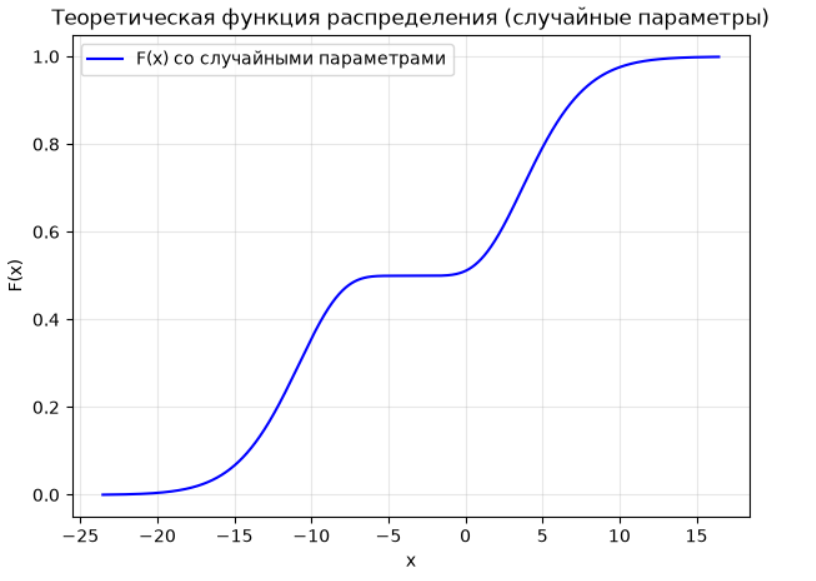 Теоретическая функция распределения (случайные параметры)
F(x) со случайными параметрами
1.0
0.8
0.6
0.4
0.2
0.0
F(x)
−25 −20 −15 −10 −5 0 5 10 15
x